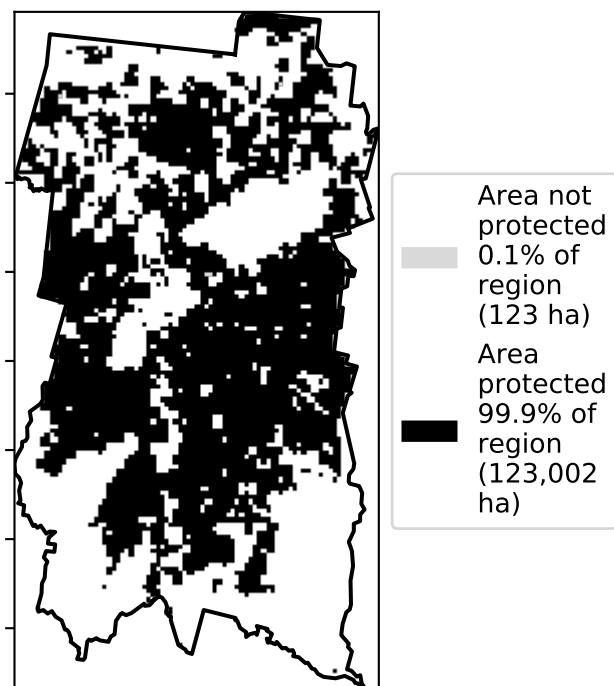 Area not
protected
0.1% of
region
(123 ha)
Area
protected
99.9% of
region
(123,002
ha)